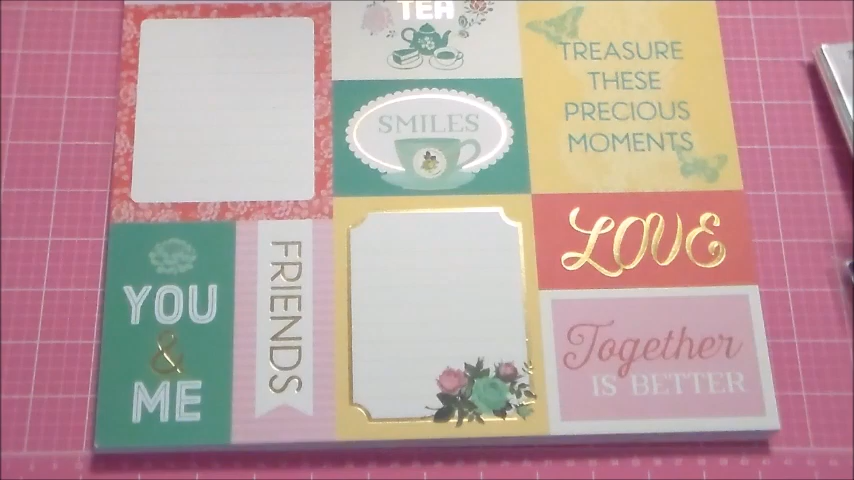 TEA
SMILES
TREASURE
THESE
PRECIOUS
MOMENTS
LOVE
YOU
&
ME
FRIENDS
Together
IS BETTER